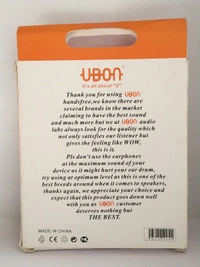 UBON
It's all about "U"
Thank you for using UBON
handsfree,we know there are
several brands in the market
claiming to have the best sound
and much more but we at UBON audio
labs always look for the quality which
not only satisfies our listener but
gives the feeling like WOW,
this is it.
Pls don't use the earphones
at the maximum sound of your
device as it might hurt your ear drum,
try using at optimum level as this is one of
the best breeds around when it comes to speakers,
thanks again, we appreciate your choice and
expect that this product goes down well
with you as UBON customer
deserves nothing but
THE BEST.
MADE IN CHINA